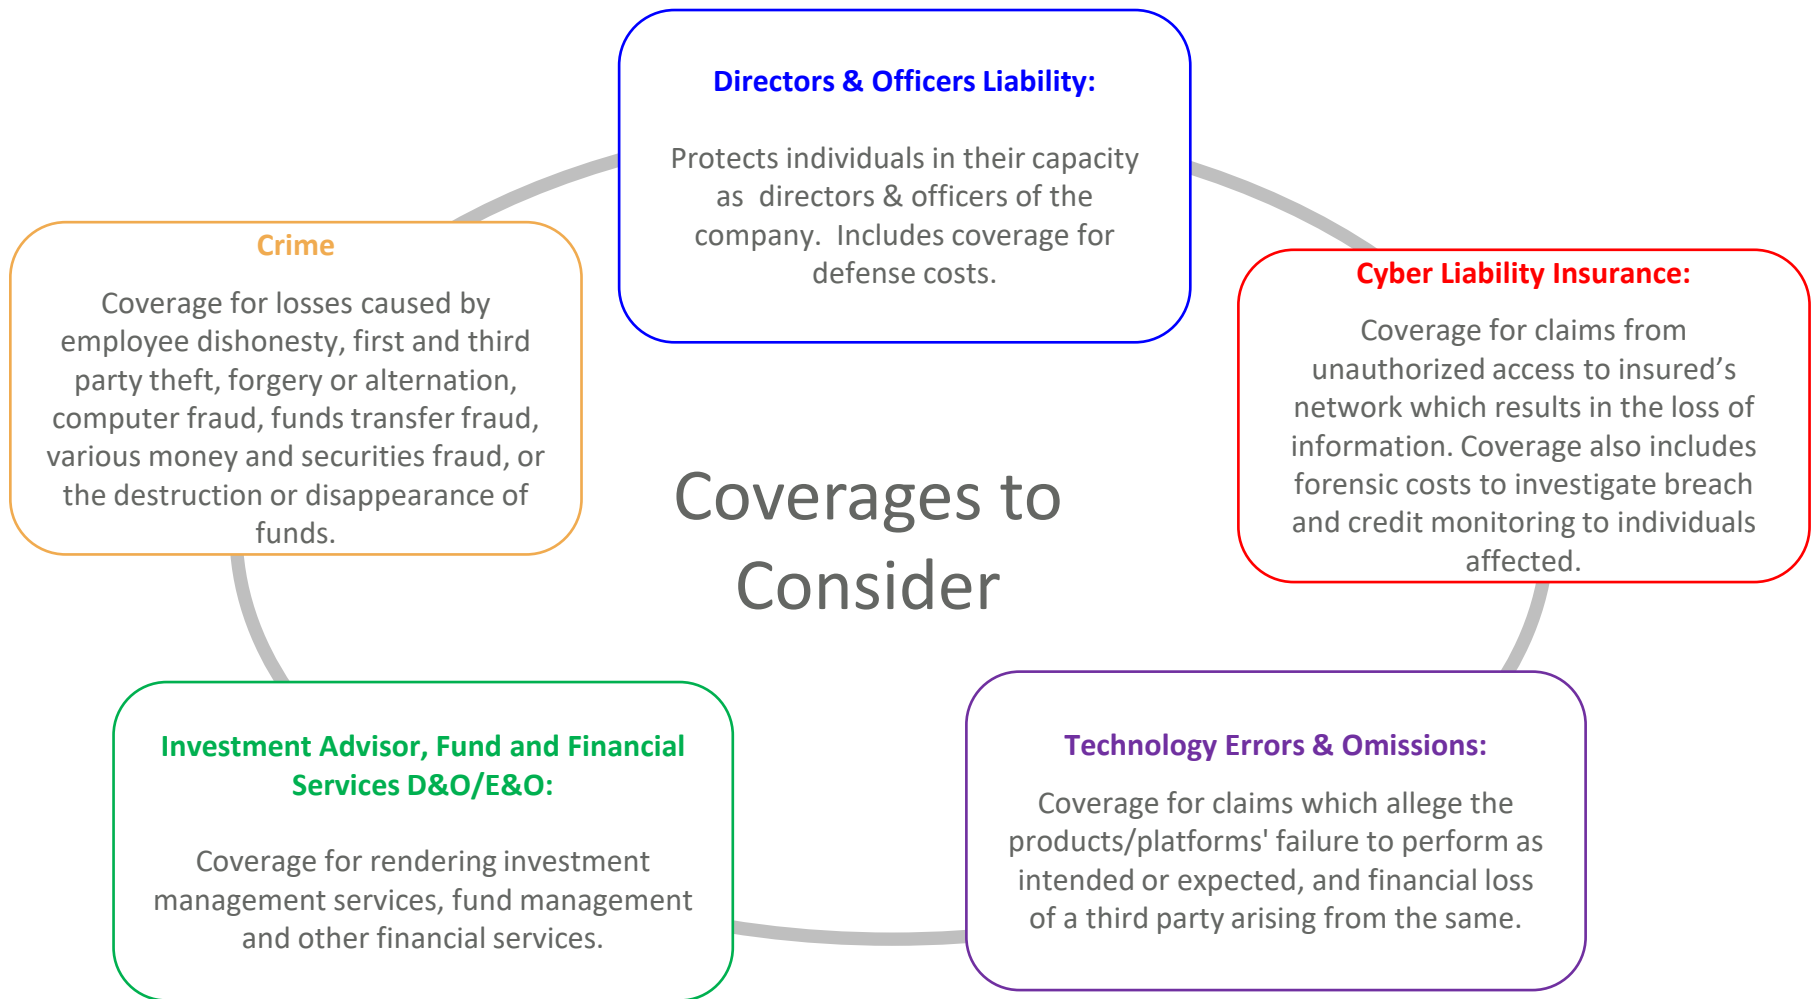 Directors & Officers Liability:
Protects individuals in their capacity
as directors & officers of the
company. Includes coverage for
defense costs.
Crime
Coverage for losses caused by
employee dishonesty, first and third
party theft, forgery or alternation,
computer fraud, funds transfer fraud,
various money and securities fraud, or
the destruction or disappearance of
funds.
Cyber Liability Insurance:
Coverage for claims from
unauthorized access to insured’s
network which results in the loss of
information. Coverage also includes
forensic costs to investigate breach
and credit monitoring to individuals
affected.
Coverages to
Consider
Investment Advisor, Fund and Financial
Services D&O/E&O:
Coverage for rendering investment
management services, fund management
and other financial services.
Technology Errors & Omissions:
Coverage for claims which allege the
products/platforms' failure to perform as
intended or expected, and financial loss
of a third party arising from the same.